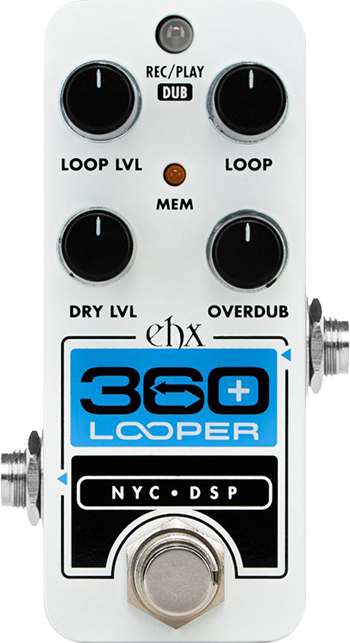 REC/PLAY
DUB
LOOP LVL LOOP
MEM
DRY LVL OVERDUB
ehx
360+
LOOPER
NYC • DSP